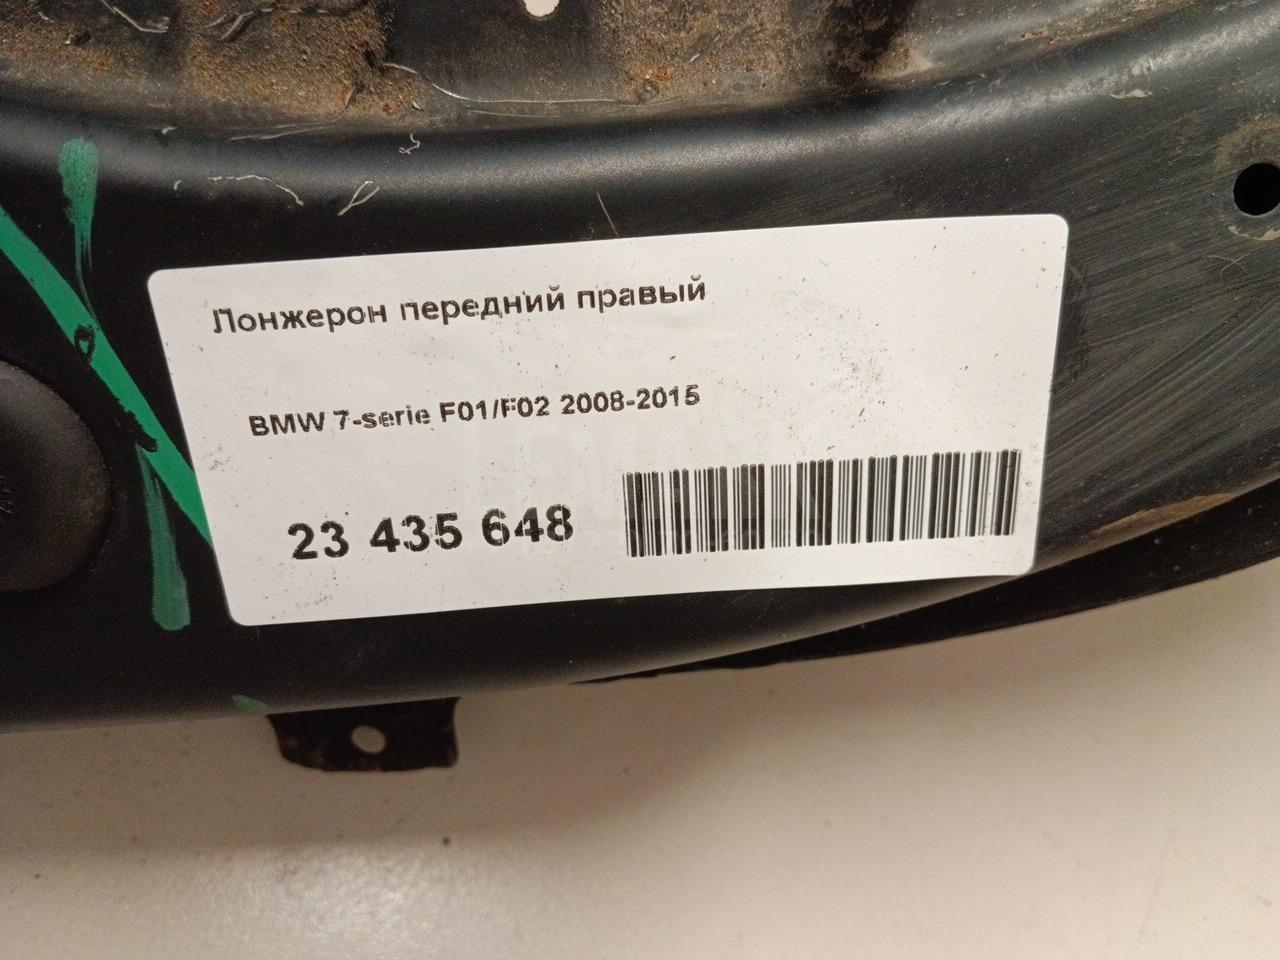 Лонжерон передний правый
BMW 7-serie F01/F02 2008-2015
23 435 648